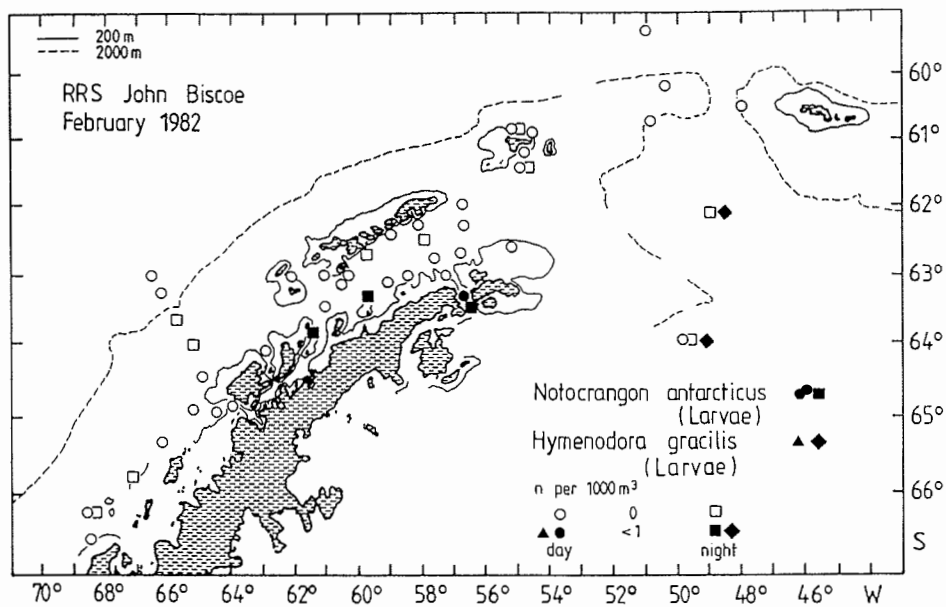 200 m
2000 m
RRS John Biscoe
February 1982
60°
61°
62°
63°
64°
65°
66°
S
Notocrangon antarcticus
(Larvae)
Hymenodora gracilis
(Larvae)
n per 1000 m³
0
<1
day night
70° 68° 66° 64° 62° 60° 58° 56° 54° 52° 50° 48° 46° W